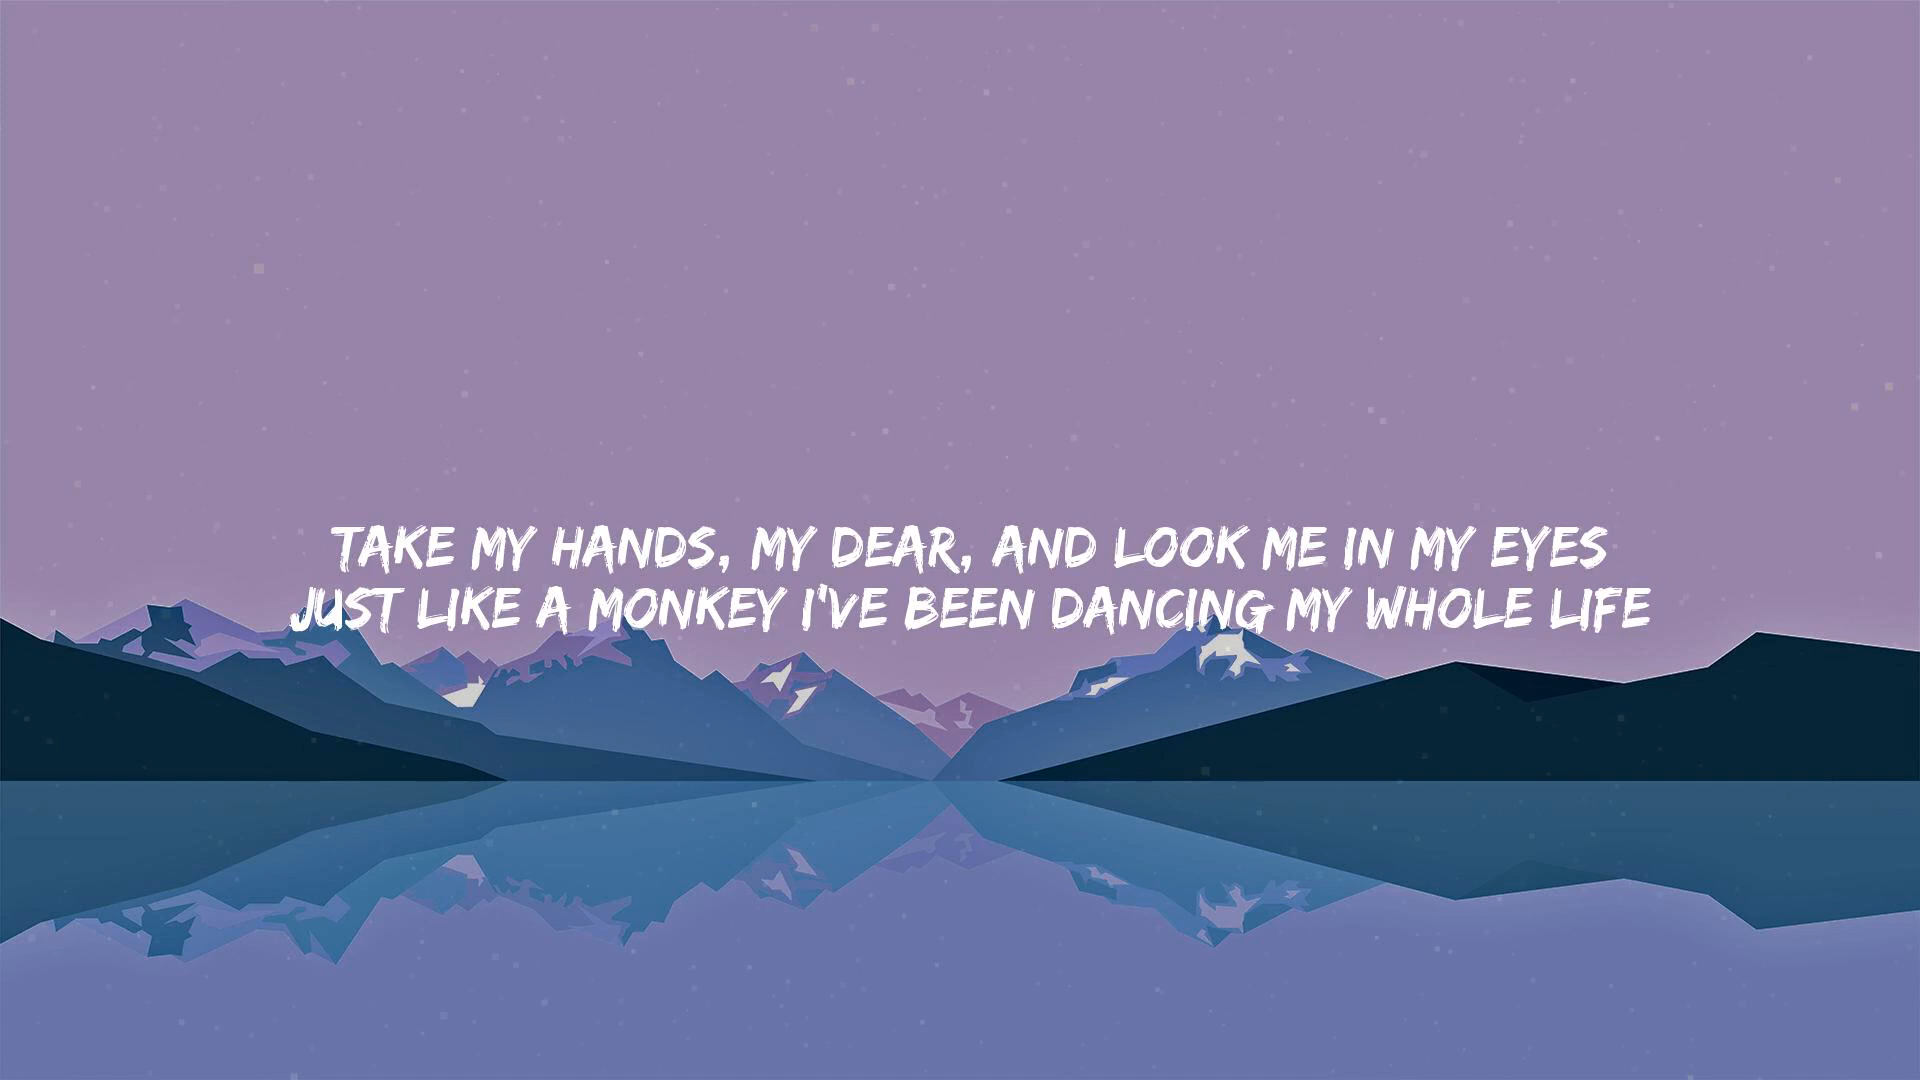 TAKE MY HANDS, MY DEAR, AND LOOK ME IN MY EYES
JUST LIKE A MONKEY I'VE BEEN DANCING MY WHOLE LIFE